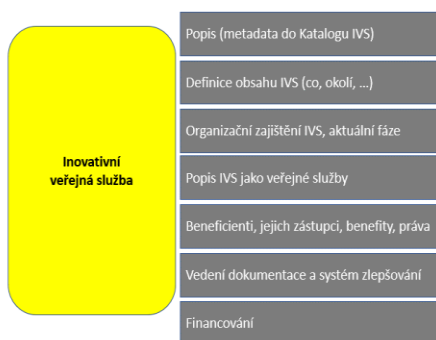 Inovativní
veřejná služba
Popis (metadata do Katalogu IVS)
Definice obsahu IVS (co, okolí, ...)
Organizační zajištění IVS, aktuální fáze
Popis IVS jako veřejné služby
Beneficienti, jejich zástupci, benefity, práva
Vedení dokumentace a systém zlepšování
Financování